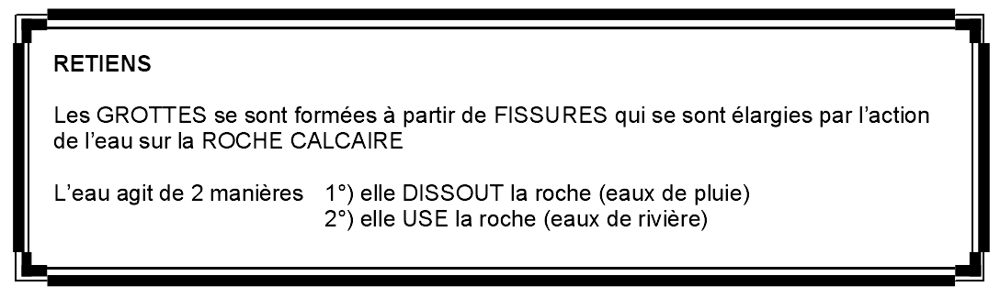 RETIENS
Les GROTTES se sont formées à partir de FISSURES qui se sont élargies par l’action
de l’eau sur la ROCHE CALCAIRE
L’eau agit de 2 manières 1°) elle DISSOUT la roche (eaux de pluie)
2°) elle USE la roche (eaux de rivière)